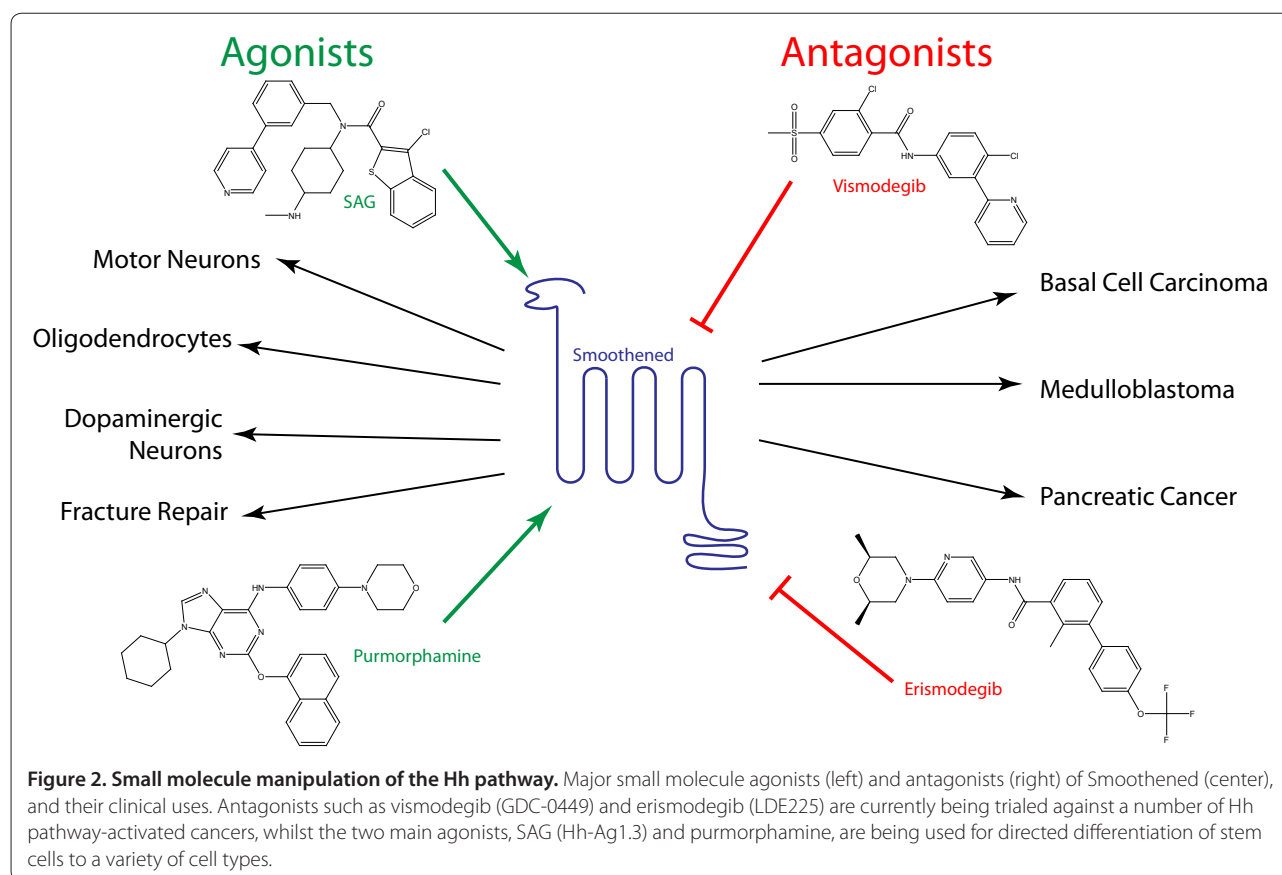 Agonists
Antagonists
O
N
Cl
S
N
NH
SAG
Cl
O
S
O
O
NH
Cl
N
Vismodegib
Motor Neurons
Oligodendrocytes
Dopaminergic
Neurons
Fracture Repair
Smoothened
Basal Cell Carcinoma
Medulloblastoma
Pancreatic Cancer
N
HN
N
O
N
N
N
O
Purmorphamine
O
N
N
NH
O
O
F
F
F
Erismodegib
Figure 2. Small molecule manipulation of the Hh pathway. Major small molecule agonists (left) and antagonists (right) of Smoothened (center),
and their clinical uses. Antagonists such as vismodegib (GDC-0449) and erismodegib (LDE225) are currently being trialed against a number of Hh
pathway-activated cancers, whilst the two main agonists, SAG (Hh-Ag1.3) and purmorphamine, are being used for directed differentiation of stem
cells to a variety of cell types.